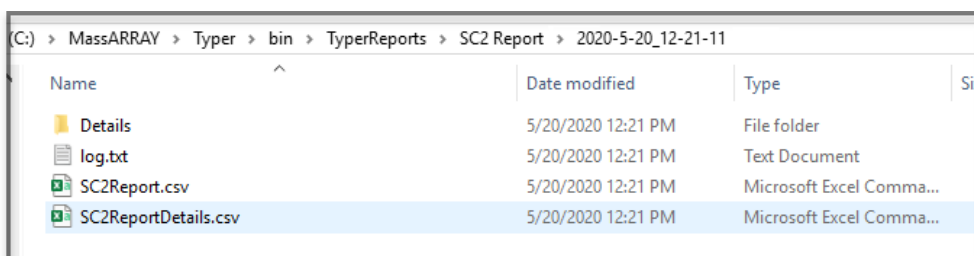 (C:) > MassARRAY > Typer > bin > TyperReports > SC2 Report > 2020-5-20_12-21-11
Name Date modified Type Si
Details 5/20/2020 12:21 PM File folder
log.txt 5/20/2020 12:21 PM Text Document
SC2Report.csv 5/20/2020 12:21 PM Microsoft Excel Comma...
SC2ReportDetails.csv 5/20/2020 12:21 PM Microsoft Excel Comma...